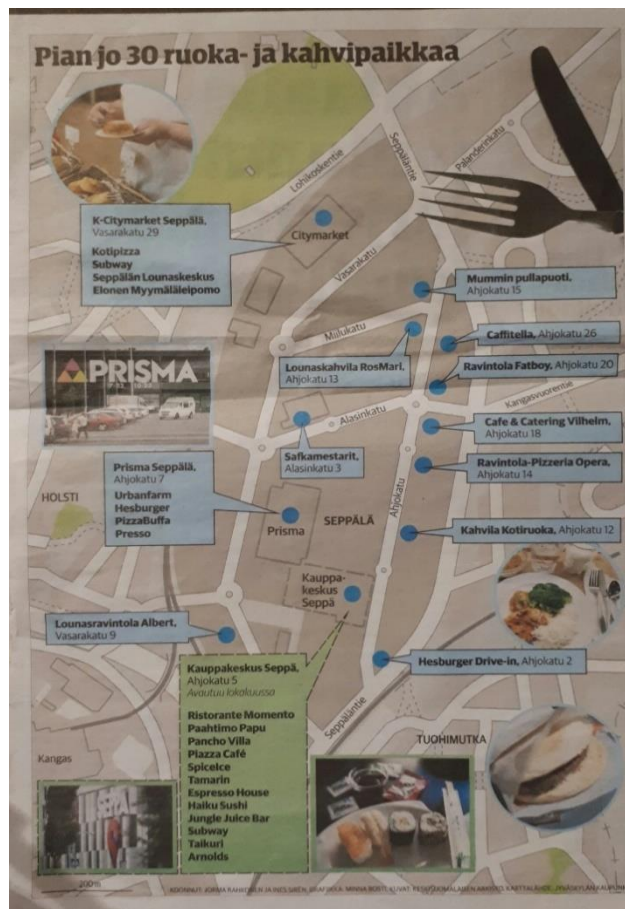 Pian jo 30 ruoka- ja kahvipaikkaa
Seppäläntie
Palanderinkatu
Lohikoskentie
K-Citymarket Seppälä,
Vasarakatu 29
Kotipizza
Subway
Seppälän Lounaskeskus
Elonen Myymäläleipomo
Citymarket
Vasarakatu
Mummin pullapuoti,
Ahjokatu 15
Miilukatu
Caffitella, Ahjokatu 26
Lounaskahvila RosMari,
Ahjokatu 13
Ravintola Fatboy, Ahjokatu 20
PRISMA
Kangasvuorentie
Alasinkatu
Cafe & Catering Vilhelm,
Ahjokatu 18
Safkamestarit,
Alasinkatu 3
Ravintola-Pizzeria Opera,
Ahjokatu 14
Prisma Seppälä,
Ahjokatu 7
Urbanfarm
Hesburger
PizzaBuffa
Presso
HOLSTI
Ahjokatu
Prisma
SEPPÄLÄ
Kahvila Kotiruoka, Ahjokatu 12
Kauppa-
keskus
Seppä
Lounasravintola Albert,
Vasarakatu 9
Hesburger Drive-in, Ahjokatu 2
Kauppakeskus Seppä,
Ahjokatu 5
Avautuu lokakuussa
Ristorante Momento
Paahtimo Papu
Pancho Villa
Piazza Café
SpiceIce
Tamarin
Espresso House
Haiku Sushi
Jungle Juice Bar
Subway
Taikuri
Arnolds
Seppäläntie
TUOHIMUTKA
Kangas
200m